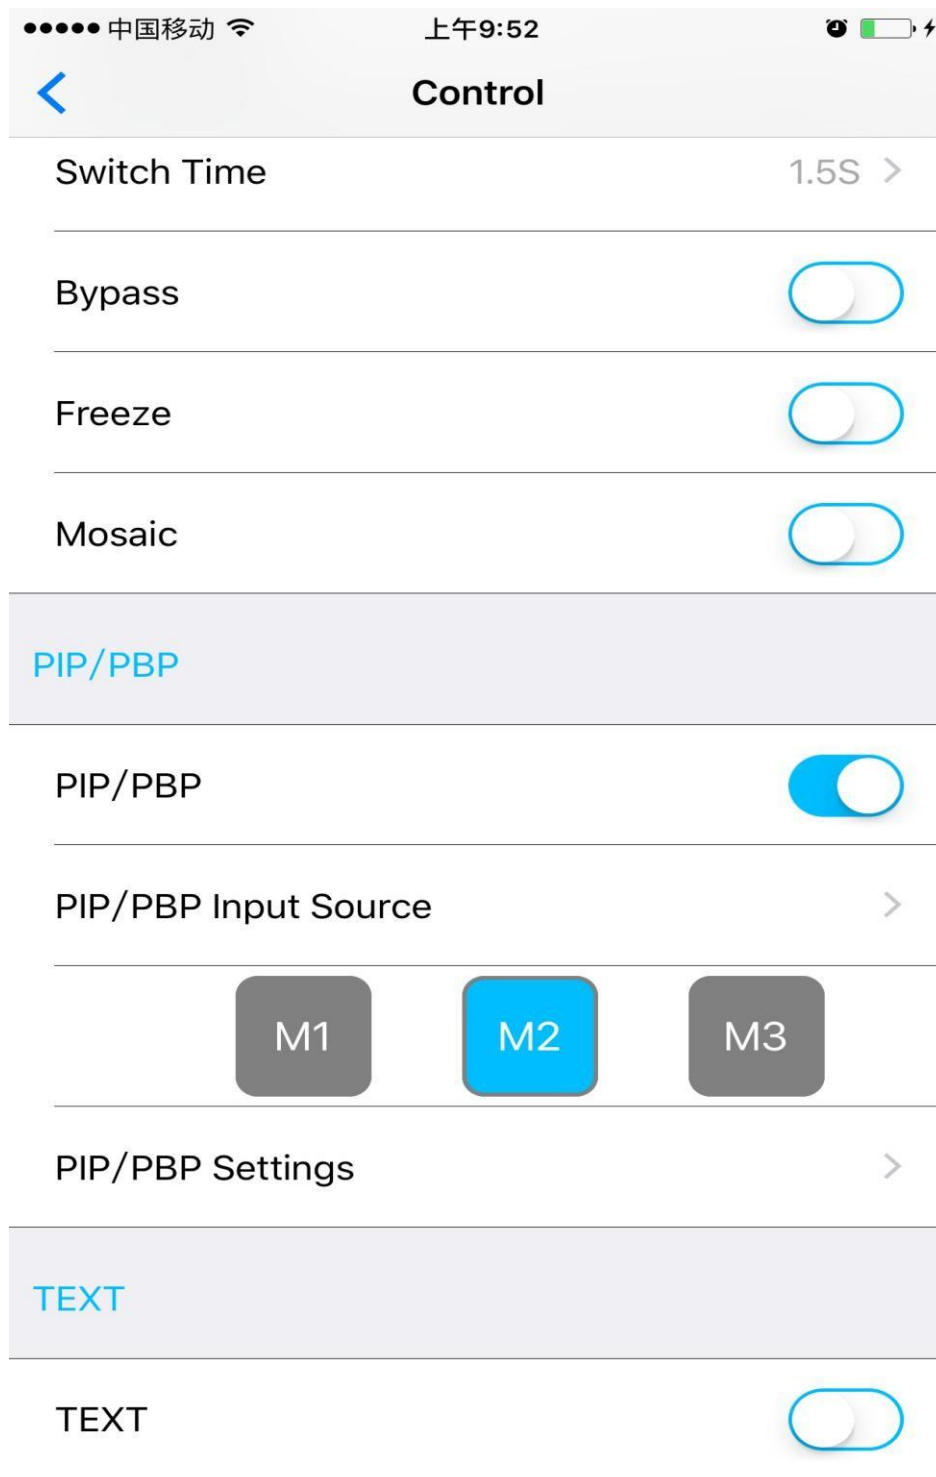 中国移动 上午9:52
Control
Switch Time 1.5S
Bypass
Freeze
Mosaic
PIP/PBP
PIP/PBP
PIP/PBP Input Source
M1 M2 M3
PIP/PBP Settings
TEXT
TEXT